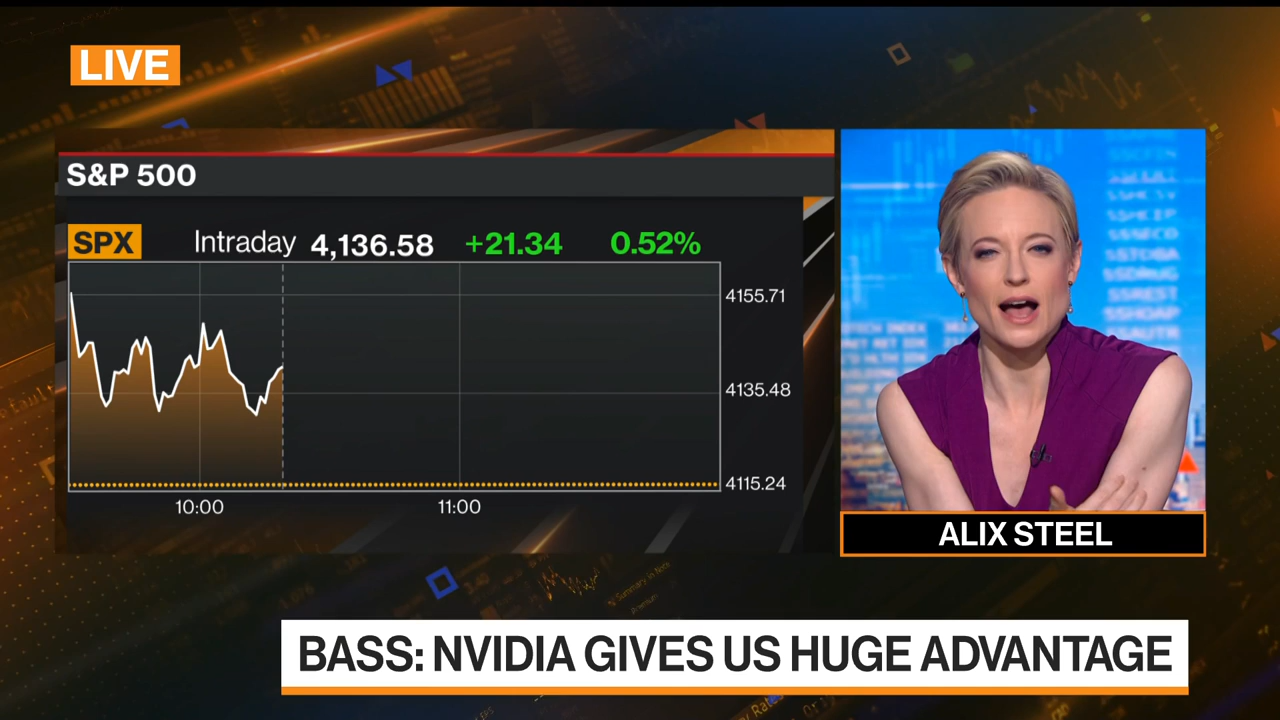 LIVE
S&P 500
SPX Intraday 4,136.58 +21.34 0.52%
4155.71
4135.48
4115.24
10:00 11:00
ALIX STEEL
BASS: NVIDIA GIVES US HUGE ADVANTAGE